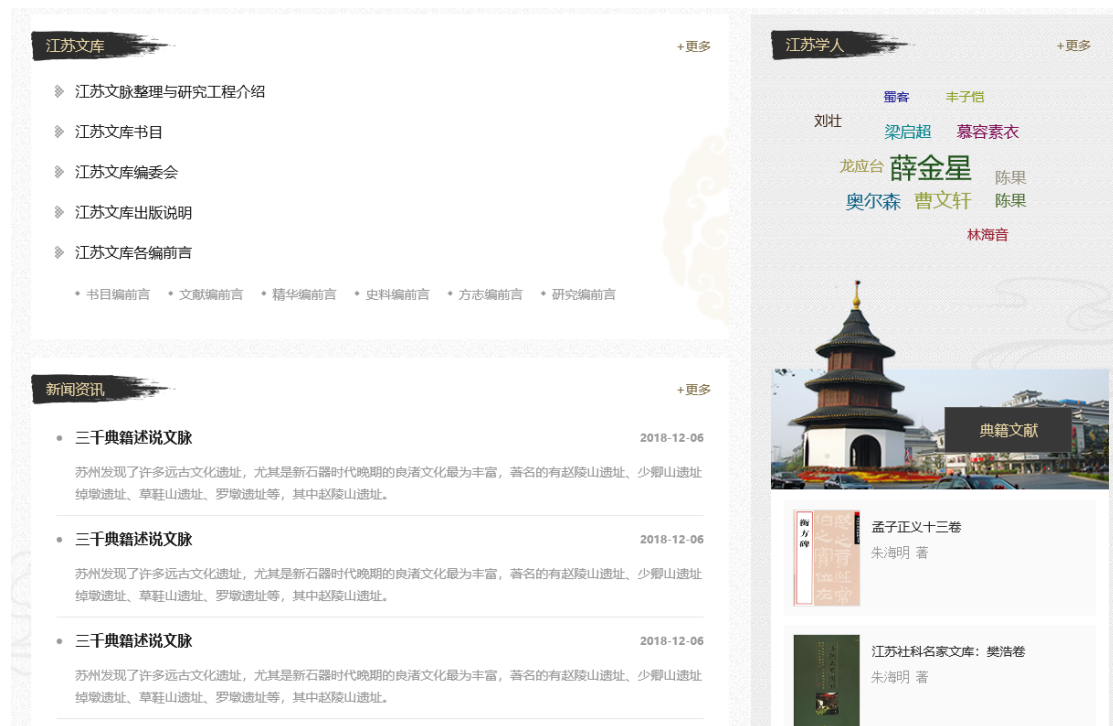 江苏文库
+更多
江苏文脉整理与研究工程介绍
江苏文库书目
江苏文库编委会
江苏文库出版说明
江苏文库各编前言
• 书目编前言 • 文献编前言 • 精华编前言 • 史料编前言 • 方志编前言 • 研究编前言
新闻资讯
+更多
三千典籍述说文脉 2018-12-06
苏州发现了许多远古文化遗址，尤其是新石器时代晚期的良渚文化最为丰富，著名的有赵陵山遗址、少卿山遗址
绰墩遗址、草鞋山遗址、罗墩遗址等，其中赵陵山遗址。
三千典籍述说文脉 2018-12-06
苏州发现了许多远古文化遗址，尤其是新石器时代晚期的良渚文化最为丰富，著名的有赵陵山遗址、少卿山遗址
绰墩遗址、草鞋山遗址、罗墩遗址等，其中赵陵山遗址。
三千典籍述说文脉 2018-12-06
苏州发现了许多远古文化遗址，尤其是新石器时代晚期的良渚文化最为丰富，著名的有赵陵山遗址、少卿山遗址
绰墩遗址、草鞋山遗址、罗墩遗址等，其中赵陵山遗址。
江苏学人
+更多
蜀客 丰子恺
刘壮
梁启超 慕容素衣
龙应台 薛金星 陈果
奥尔森 曹文轩 陈果
林海音
典籍文献
衡方碑
孟子正义十三卷
朱海明 著
江苏社科名家文库：樊浩卷
朱海明 著